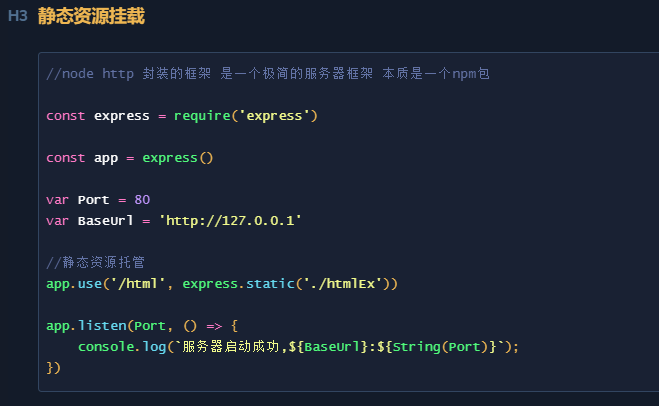 H3 静态资源挂载
//node http 封装的框架 是一个极简的服务器框架 本质是一个npm包
const express = require('express')
const app = express()
var Port = 80
var BaseUrl = 'http://127.0.0.1'
//静态资源托管
app.use('/html', express.static('./htmlEx'))
app.listen(Port, () => {
    console.log(`服务器启动成功,${BaseUrl}:${String(Port)}`);
})